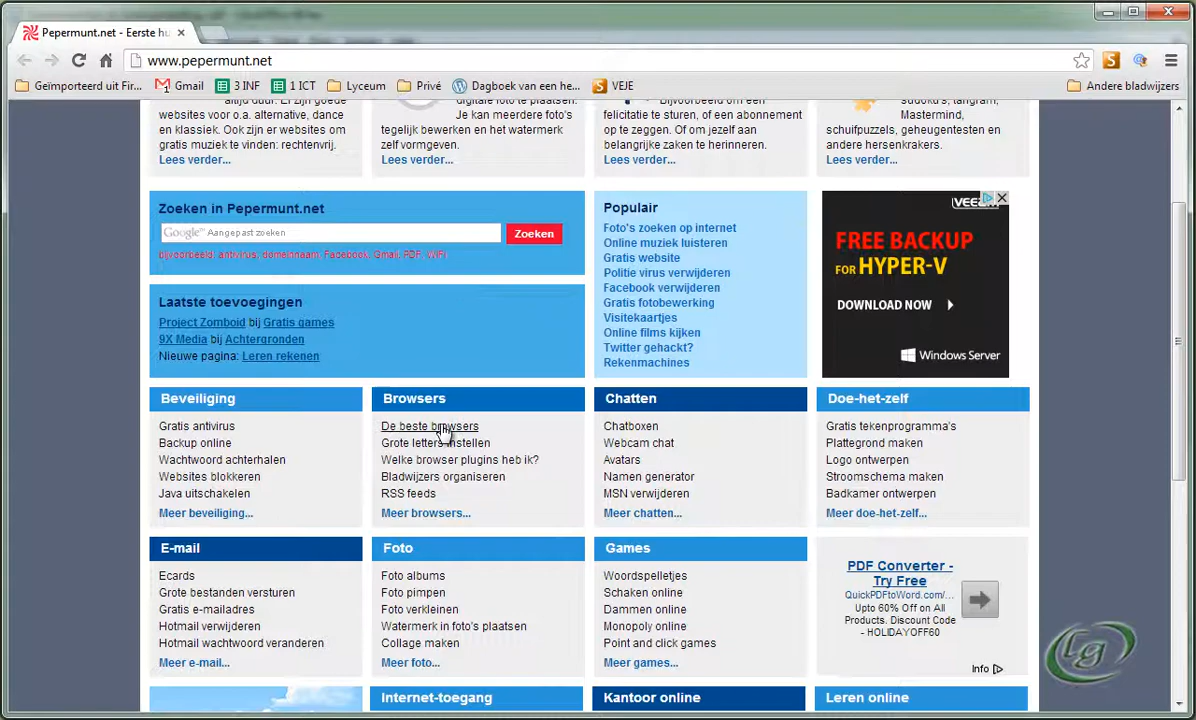 Pepermunt.net - Eerste hu
www.pepermunt.net
Geïmporteerd uit Fir...
Gmail
3 INF
1 ICT
Lyceum
Privé
Dagboek van een he...
VEJE
Andere bladwijzers
websites voor o.a. alternative, dance
en klassiek. Ook zijn er websites om
gratis muziek te vinden: rechtenvrij.
Lees verder...
digitale foto te plaatsen.
Je kan meerdere foto's
tegelijk bewerken en het watermerk
zelf vormgeven.
Lees verder...
felicitatie te sturen, of een abonnement
op te zeggen. Of om jezelf aan
belangrijke zaken te herinneren.
Lees verder...
sudoku's, tangram,
Mastermind,
schuifpuzzels, geheugentesten en
andere hersenkrakers.
Lees verder...
Zoeken in Pepermunt.net
Google™ Aangepast zoeken
Zoeken
bijvoorbeeld: antivirus, domeinnaam, Facebook, Gmail, PDF, WIFI
Laatste toevoegingen
Project Zomboid bij Gratis games
9X Media bij Achtergronden
Nieuwe pagina: Leren rekenen
Populair
Foto's zoeken op internet
Online muziek luisteren
Gratis website
Politie virus verwijderen
Facebook verwijderen
Gratis fotobewerking
Visitekaartjes
Online films kijken
Twitter gehackt?
Rekenmachines
FREE BACKUP
FOR HYPER-V
DOWNLOAD NOW
Windows Server
Beveiliging
Gratis antivirus
Backup online
Wachtwoord achterhalen
Websites blokkeren
Java uitschakelen
Meer beveiliging...
Browsers
De beste browsers
Grote letters instellen
Welke browser plugins heb ik?
Bladwijzers organiseren
RSS feeds
Meer browsers...
Chatten
Chatboxen
Webcam chat
Avatars
Namen generator
MSN verwijderen
Meer chatten...
Doe-het-zelf
Gratis tekenprogramma's
Plattegrond maken
Logo ontwerpen
Stroomschema maken
Badkamer ontwerpen
Meer doe-het-zelf...
E-mail
Ecards
Grote bestanden versturen
Gratis e-mailadres
Hotmail verwijderen
Hotmail wachtwoord veranderen
Meer e-mail...
Foto
Foto albums
Foto pimpen
Foto verkleinen
Watermerk in foto's plaatsen
Collage maken
Meer foto...
Games
Woordspelletjes
Schaken online
Dammen online
Monopoly online
Point and click games
Meer games...
PDF Converter -
Try Free
QuickPDFtoWord.com/...
Upto 60% Off on All
Products. Discount Code
- HOLIDAYOFF60
Info
Lg
Internet-toegang
Kantoor online
Leren online